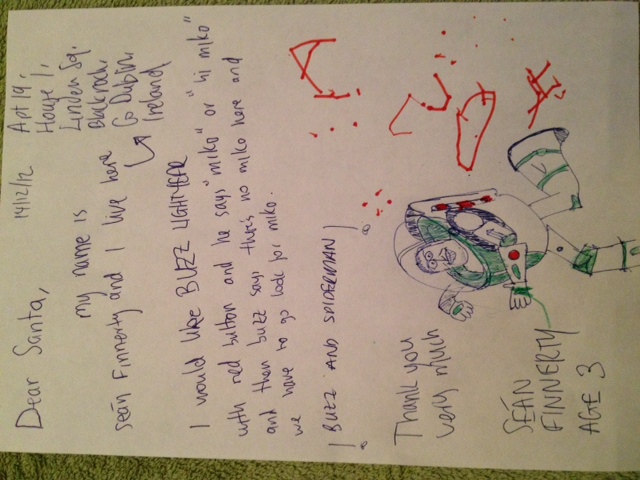 Dear Santa,
14/12/12
Apt 19,
House 1,
Linden Sq.
Blackrock,
Co Dublin,
Ireland
my name is
Seán Finnerty and I live here
I would like BUZZ LIGHTYEAR
with red button and he says "miko" or "hi miko"
and then buzz says there's no miko here and
we have to go look for miko.
! BUZZ AND SPIDERMAN !
Thank you
very much
SEÁN
FINNERTY
AGE 3